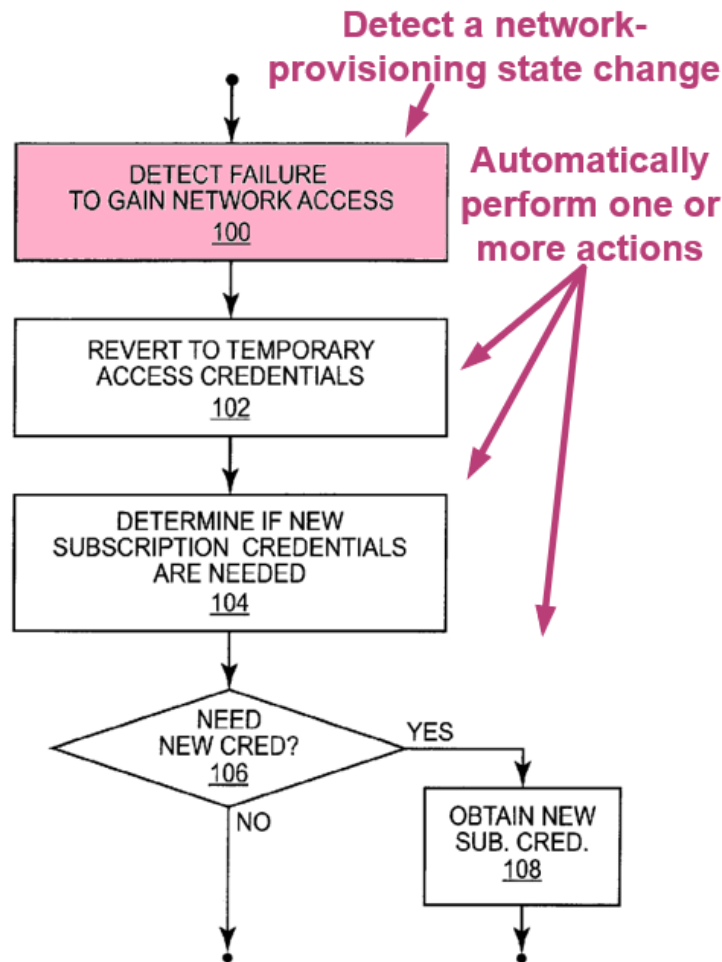 Detect a network-
provisioning state change
DETECT FAILURE
TO GAIN NETWORK ACCESS
100
Automatically
perform one or
more actions
REVERT TO TEMPORARY
ACCESS CREDENTIALS
102
DETERMINE IF NEW
SUBSCRIPTION CREDENTIALS
ARE NEEDED
104
NEED
NEW CRED?
106
YES
NO
OBTAIN NEW
SUB. CRED.
108